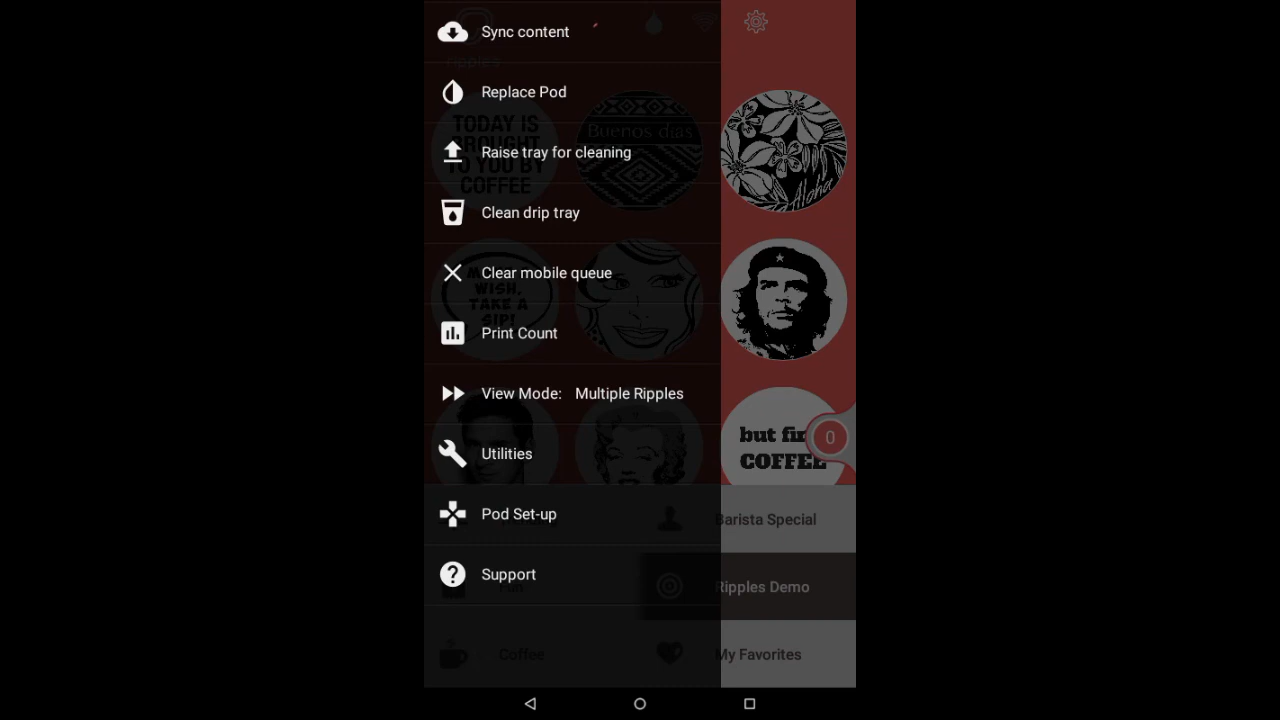 Sync content
ripples
Replace Pod
TODAY IS
BROUGHT
TO YOU BY
COFFEE
Buenos días
Aloha
Raise tray for cleaning
Clean drip tray
Clear mobile queue
WISH,
TAKE A
SIP!
Print Count
View Mode: Multiple Ripples
but fir
COFFEE
0
Utilities
Pod Set-up
Barista Special
Support
Ripples Demo
Coffee
My Favorites